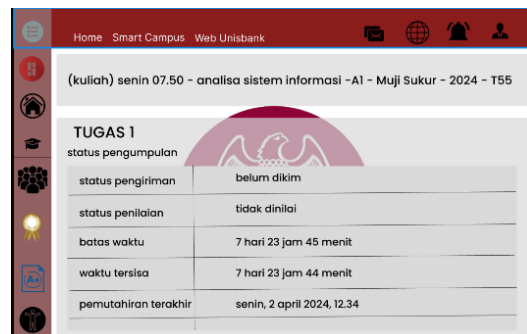 Home Smart Campus Web Unisbank
(kuliah) senin 07.50 - analisa sistem informasi -A1 - Muji Sukur - 2024 - T55
TUGAS 1
status pengumpulan
status pengiriman belum dikim
status penilaian tidak dinilai
batas waktu 7 hari 23 jam 45 menit
waktu tersisa 7 hari 23 jam 44 menit
pemutahiran terakhir senin, 2 april 2024, 12.34
A+